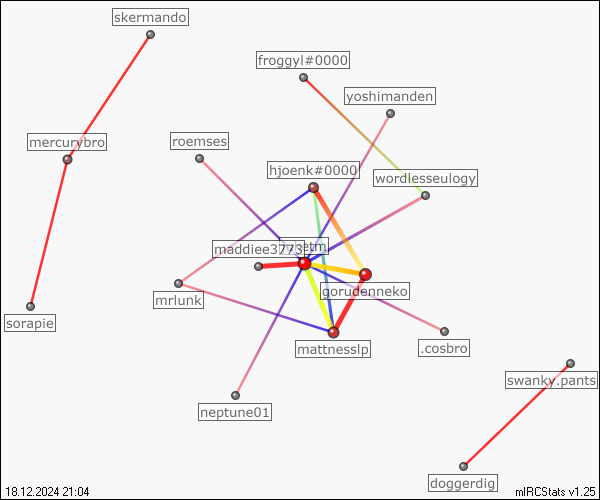 skermando
froggyl#0000
yoshimanden
mercurybro
roemses
hjoenk#0000
wordlesseulogy
maddiee3773
gorudenneko
mrlunk
sorapie
mattnesslp
.cosbro
swanky.pants
neptune01
doggerdig
18.12.2024 21:04
mIRCStats v1.25